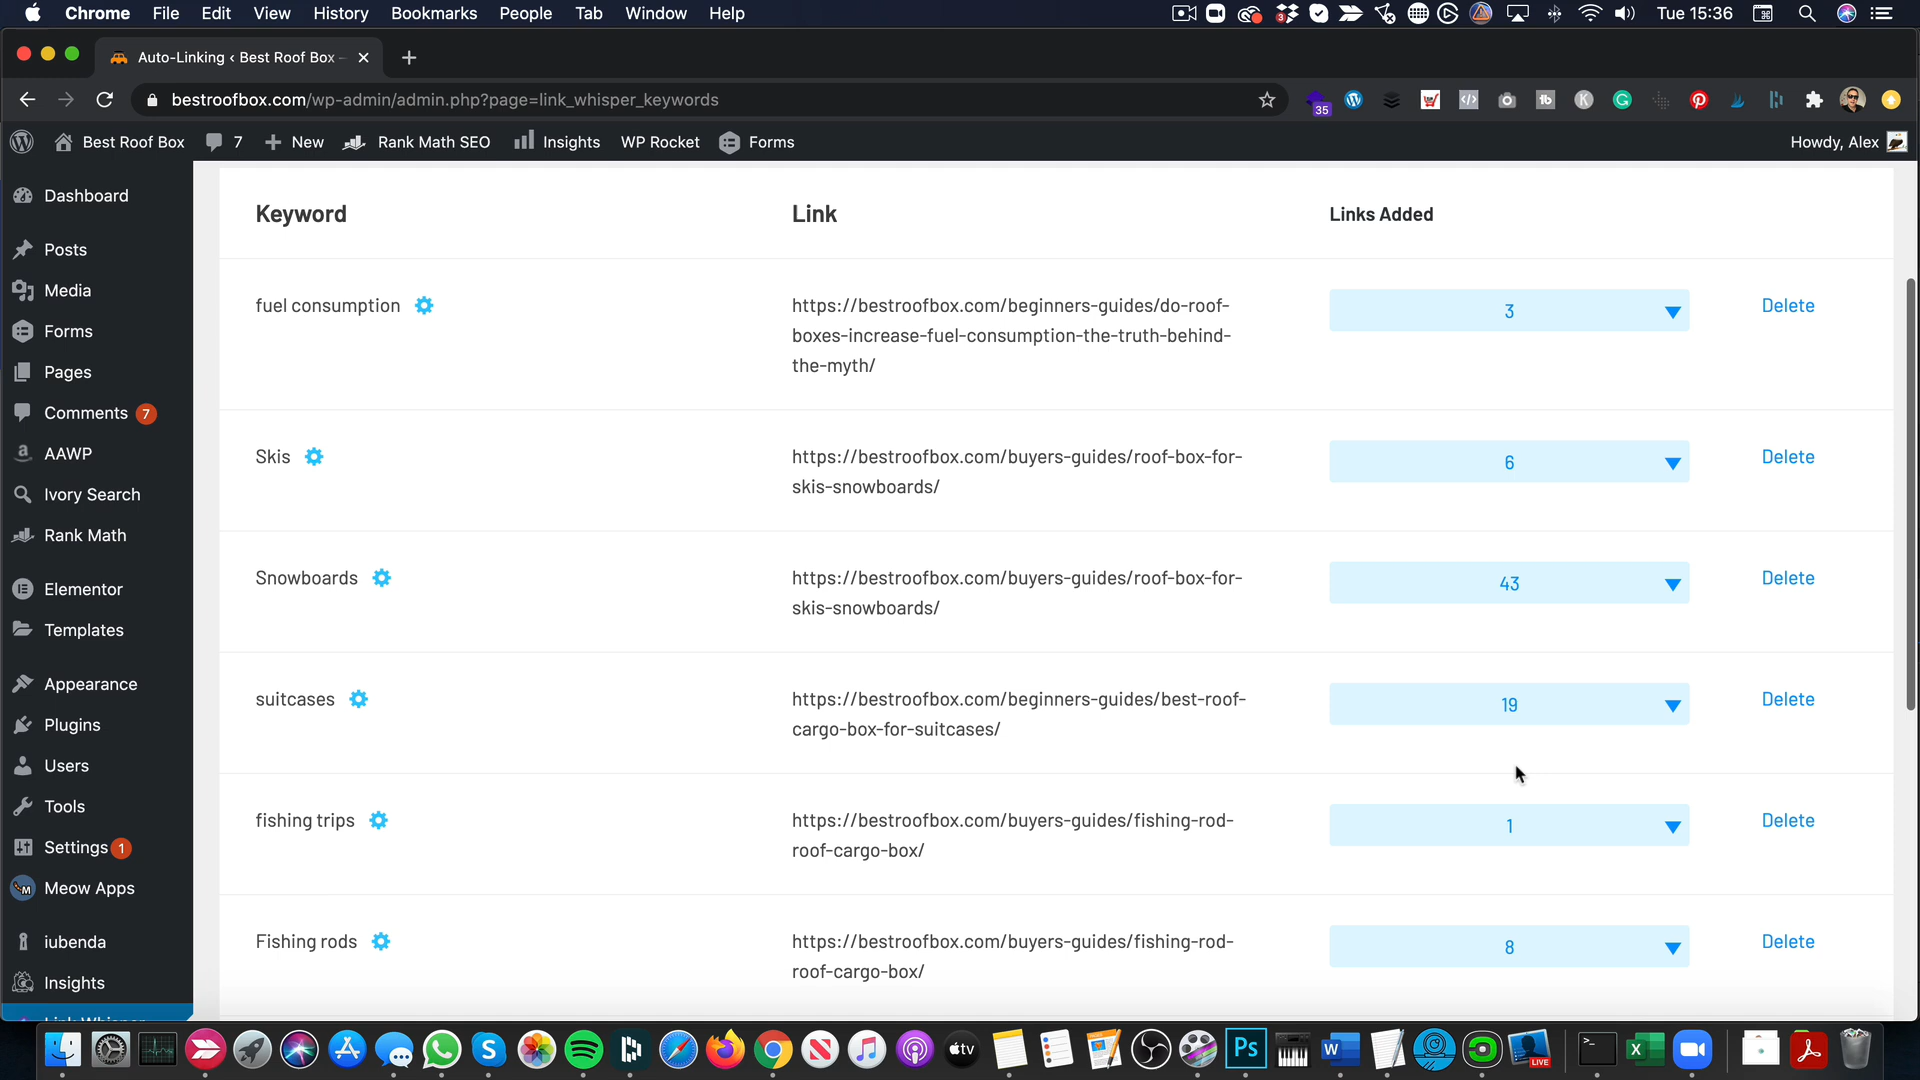 Chrome File Edit View History Bookmarks People Tab Window Help
3
Tue 15:36
Auto-Linking ‹ Best Roof Box –
bestroofbox.com/wp-admin/admin.php?page=link_whisper_keywords
35
Best Roof Box 7 New Rank Math SEO Insights WP Rocket Forms Howdy, Alex
Dashboard
Posts
Media
Forms
Pages
Comments 7
AAWP
Ivory Search
Rank Math
Elementor
Templates
Appearance
Plugins
Users
Tools
Settings 1
Meow Apps
iubenda
Insights
Link Whisper
Keyword Link Links Added
fuel consumption https://bestroofbox.com/beginners-guides/do-roof- 3 Delete
boxes-increase-fuel-consumption-the-truth-behind-
the-myth/
Skis https://bestroofbox.com/buyers-guides/roof-box-for- 6 Delete
skis-snowboards/
Snowboards https://bestroofbox.com/buyers-guides/roof-box-for- 43 Delete
skis-snowboards/
suitcases https://bestroofbox.com/beginners-guides/best-roof- 19 Delete
cargo-box-for-suitcases/
fishing trips https://bestroofbox.com/buyers-guides/fishing-rod- 1 Delete
roof-cargo-box/
Fishing rods https://bestroofbox.com/buyers-guides/fishing-rod- 8 Delete
roof-cargo-box/
tv Ps W LIVE X